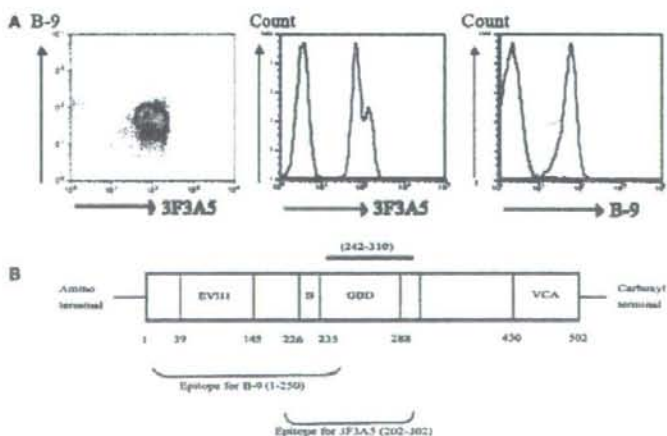 A B-9
Count
Count
3F3A5
3F3A5
B-9
(242-310)
B
Amino
terminal
EVH1
B
GBD
VCA
Carboxyl
terminal
1 39 145 226 235 288 430 502
Epitope for B-9 (1-250)
Epitope for 3F3A5 (202-302)